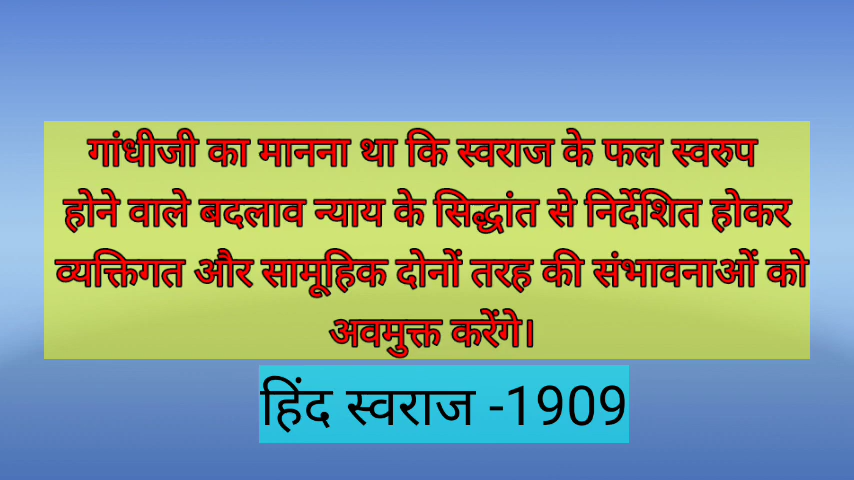 गांधीजी का मानना था कि स्वराज के फल स्वरुप
होने वाले बदलाव न्याय के सिद्धांत से निर्देशित होकर
व्यक्तिगत और सामूहिक दोनों तरह की संभावनाओं को
अवमुक्त करेंगे।
हिंद स्वराज -1909